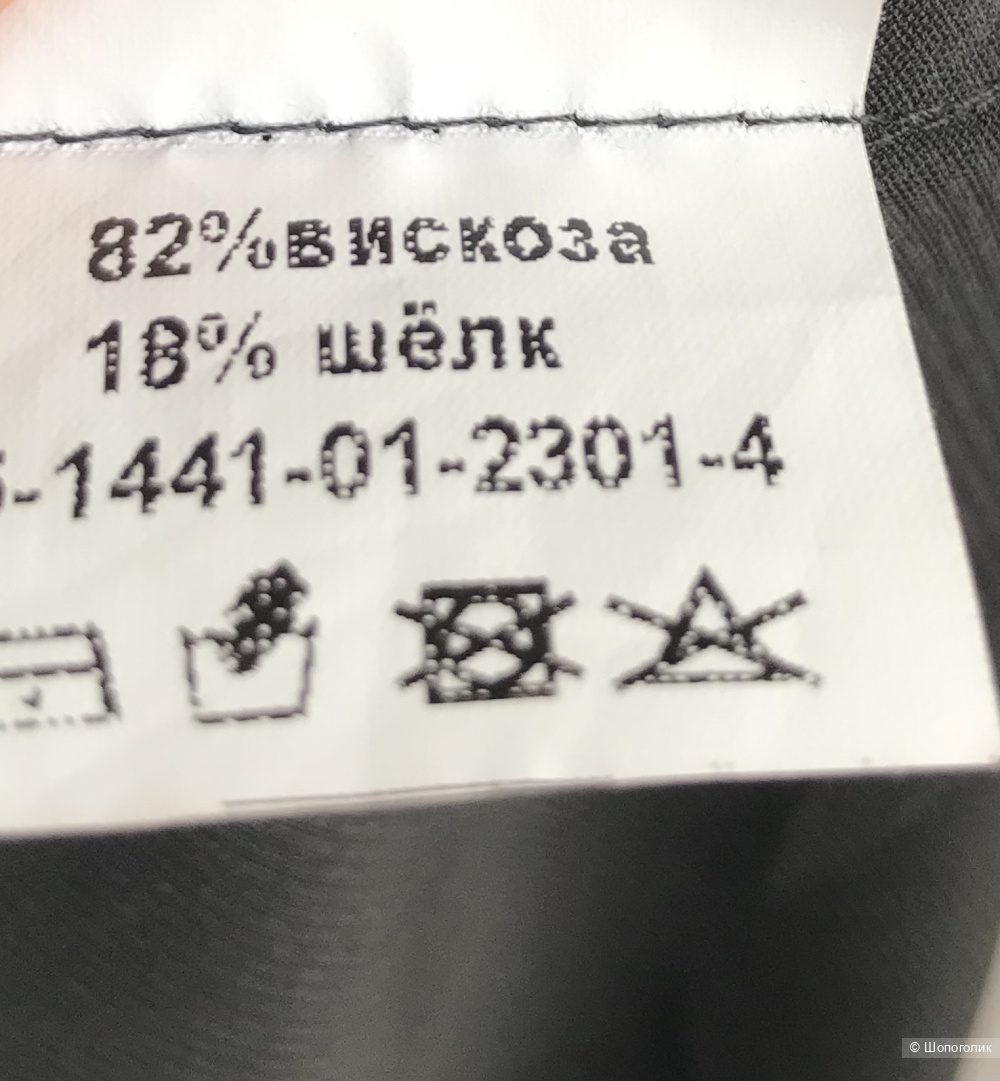 82%вискоза
18% шёлк
-1441-01-2301-4
© Шопоголик